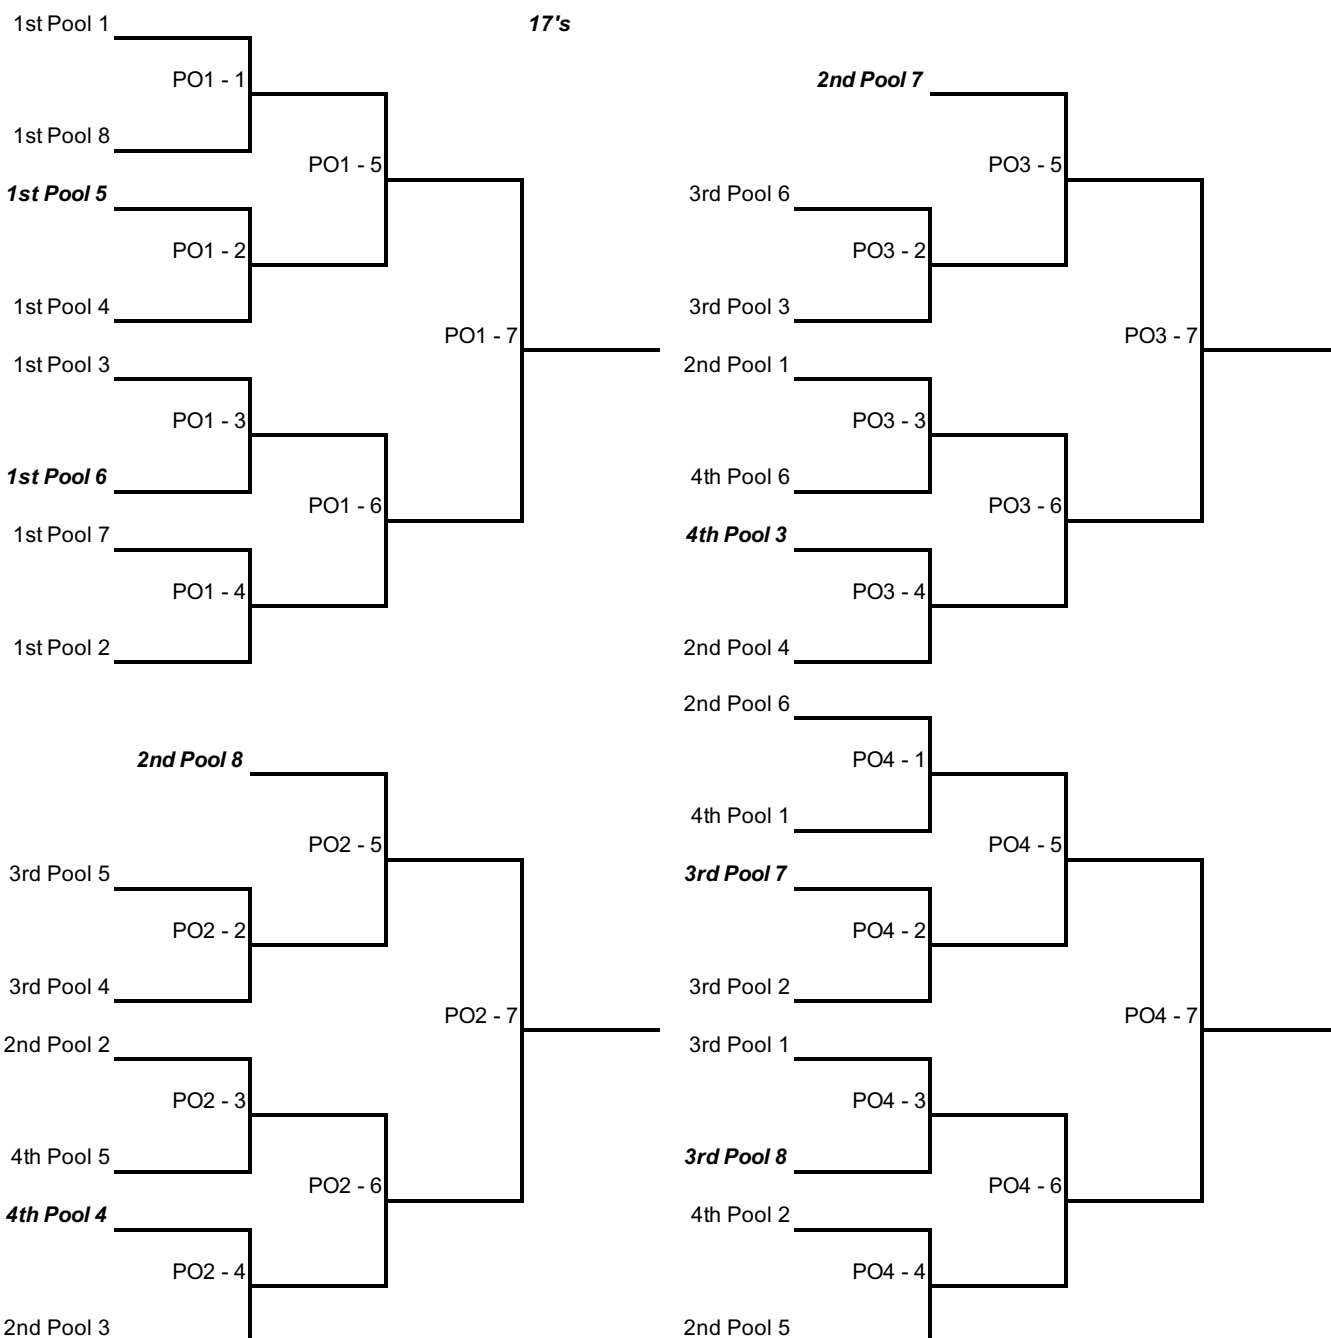 17's
1st Pool 1
PO1 - 1
1st Pool 8
PO1 - 5
1st Pool 5
PO1 - 2
1st Pool 4
PO1 - 7
1st Pool 3
PO1 - 3
1st Pool 6
PO1 - 6
1st Pool 7
PO1 - 4
1st Pool 2
2nd Pool 7
PO3 - 5
3rd Pool 6
PO3 - 2
3rd Pool 3
PO3 - 7
2nd Pool 1
PO3 - 3
4th Pool 6
PO3 - 6
4th Pool 3
PO3 - 4
2nd Pool 4
2nd Pool 8
PO2 - 5
3rd Pool 5
PO2 - 2
3rd Pool 4
PO2 - 7
2nd Pool 2
PO2 - 3
4th Pool 5
PO2 - 6
4th Pool 4
PO2 - 4
2nd Pool 3
2nd Pool 6
PO4 - 1
4th Pool 1
PO4 - 5
3rd Pool 7
PO4 - 2
3rd Pool 2
PO4 - 7
3rd Pool 1
PO4 - 3
3rd Pool 8
PO4 - 6
4th Pool 2
PO4 - 4
2nd Pool 5